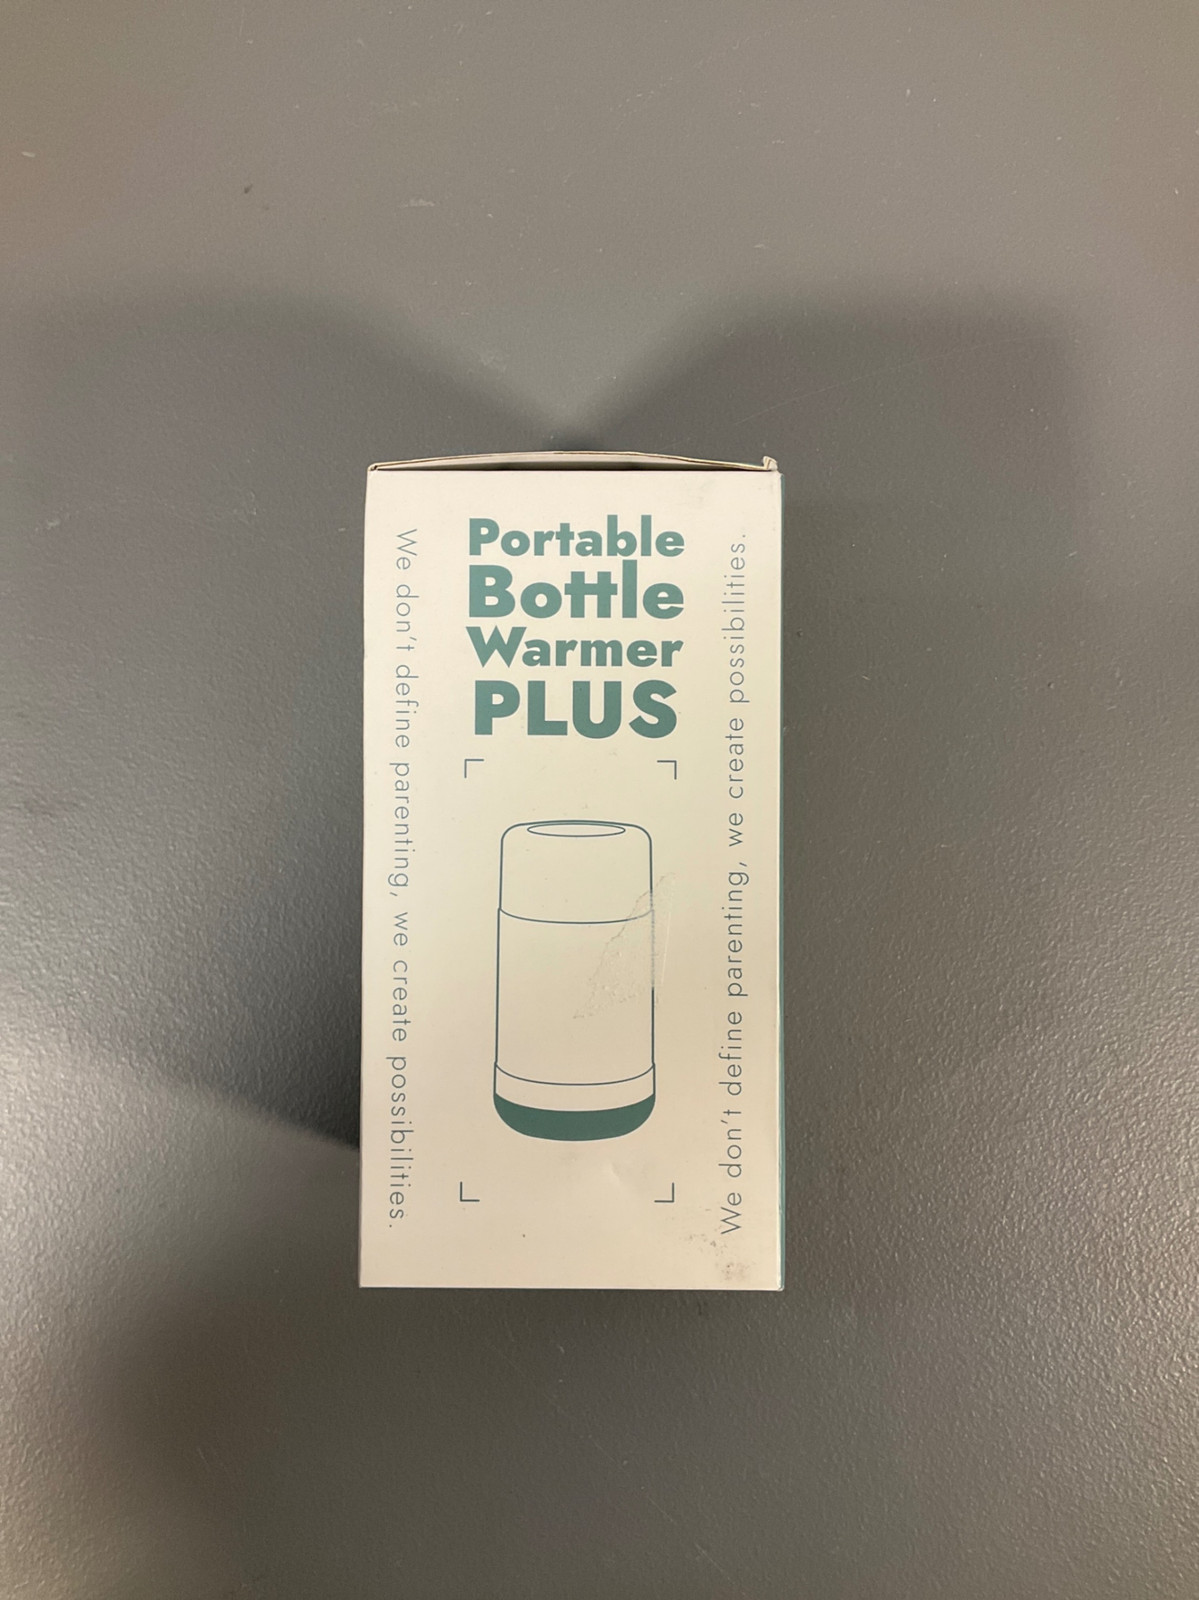 Portable
Bottle
Warmer
PLUS
We don't define parenting, we create possibilities.
We don't define parenting, we create possibilities.